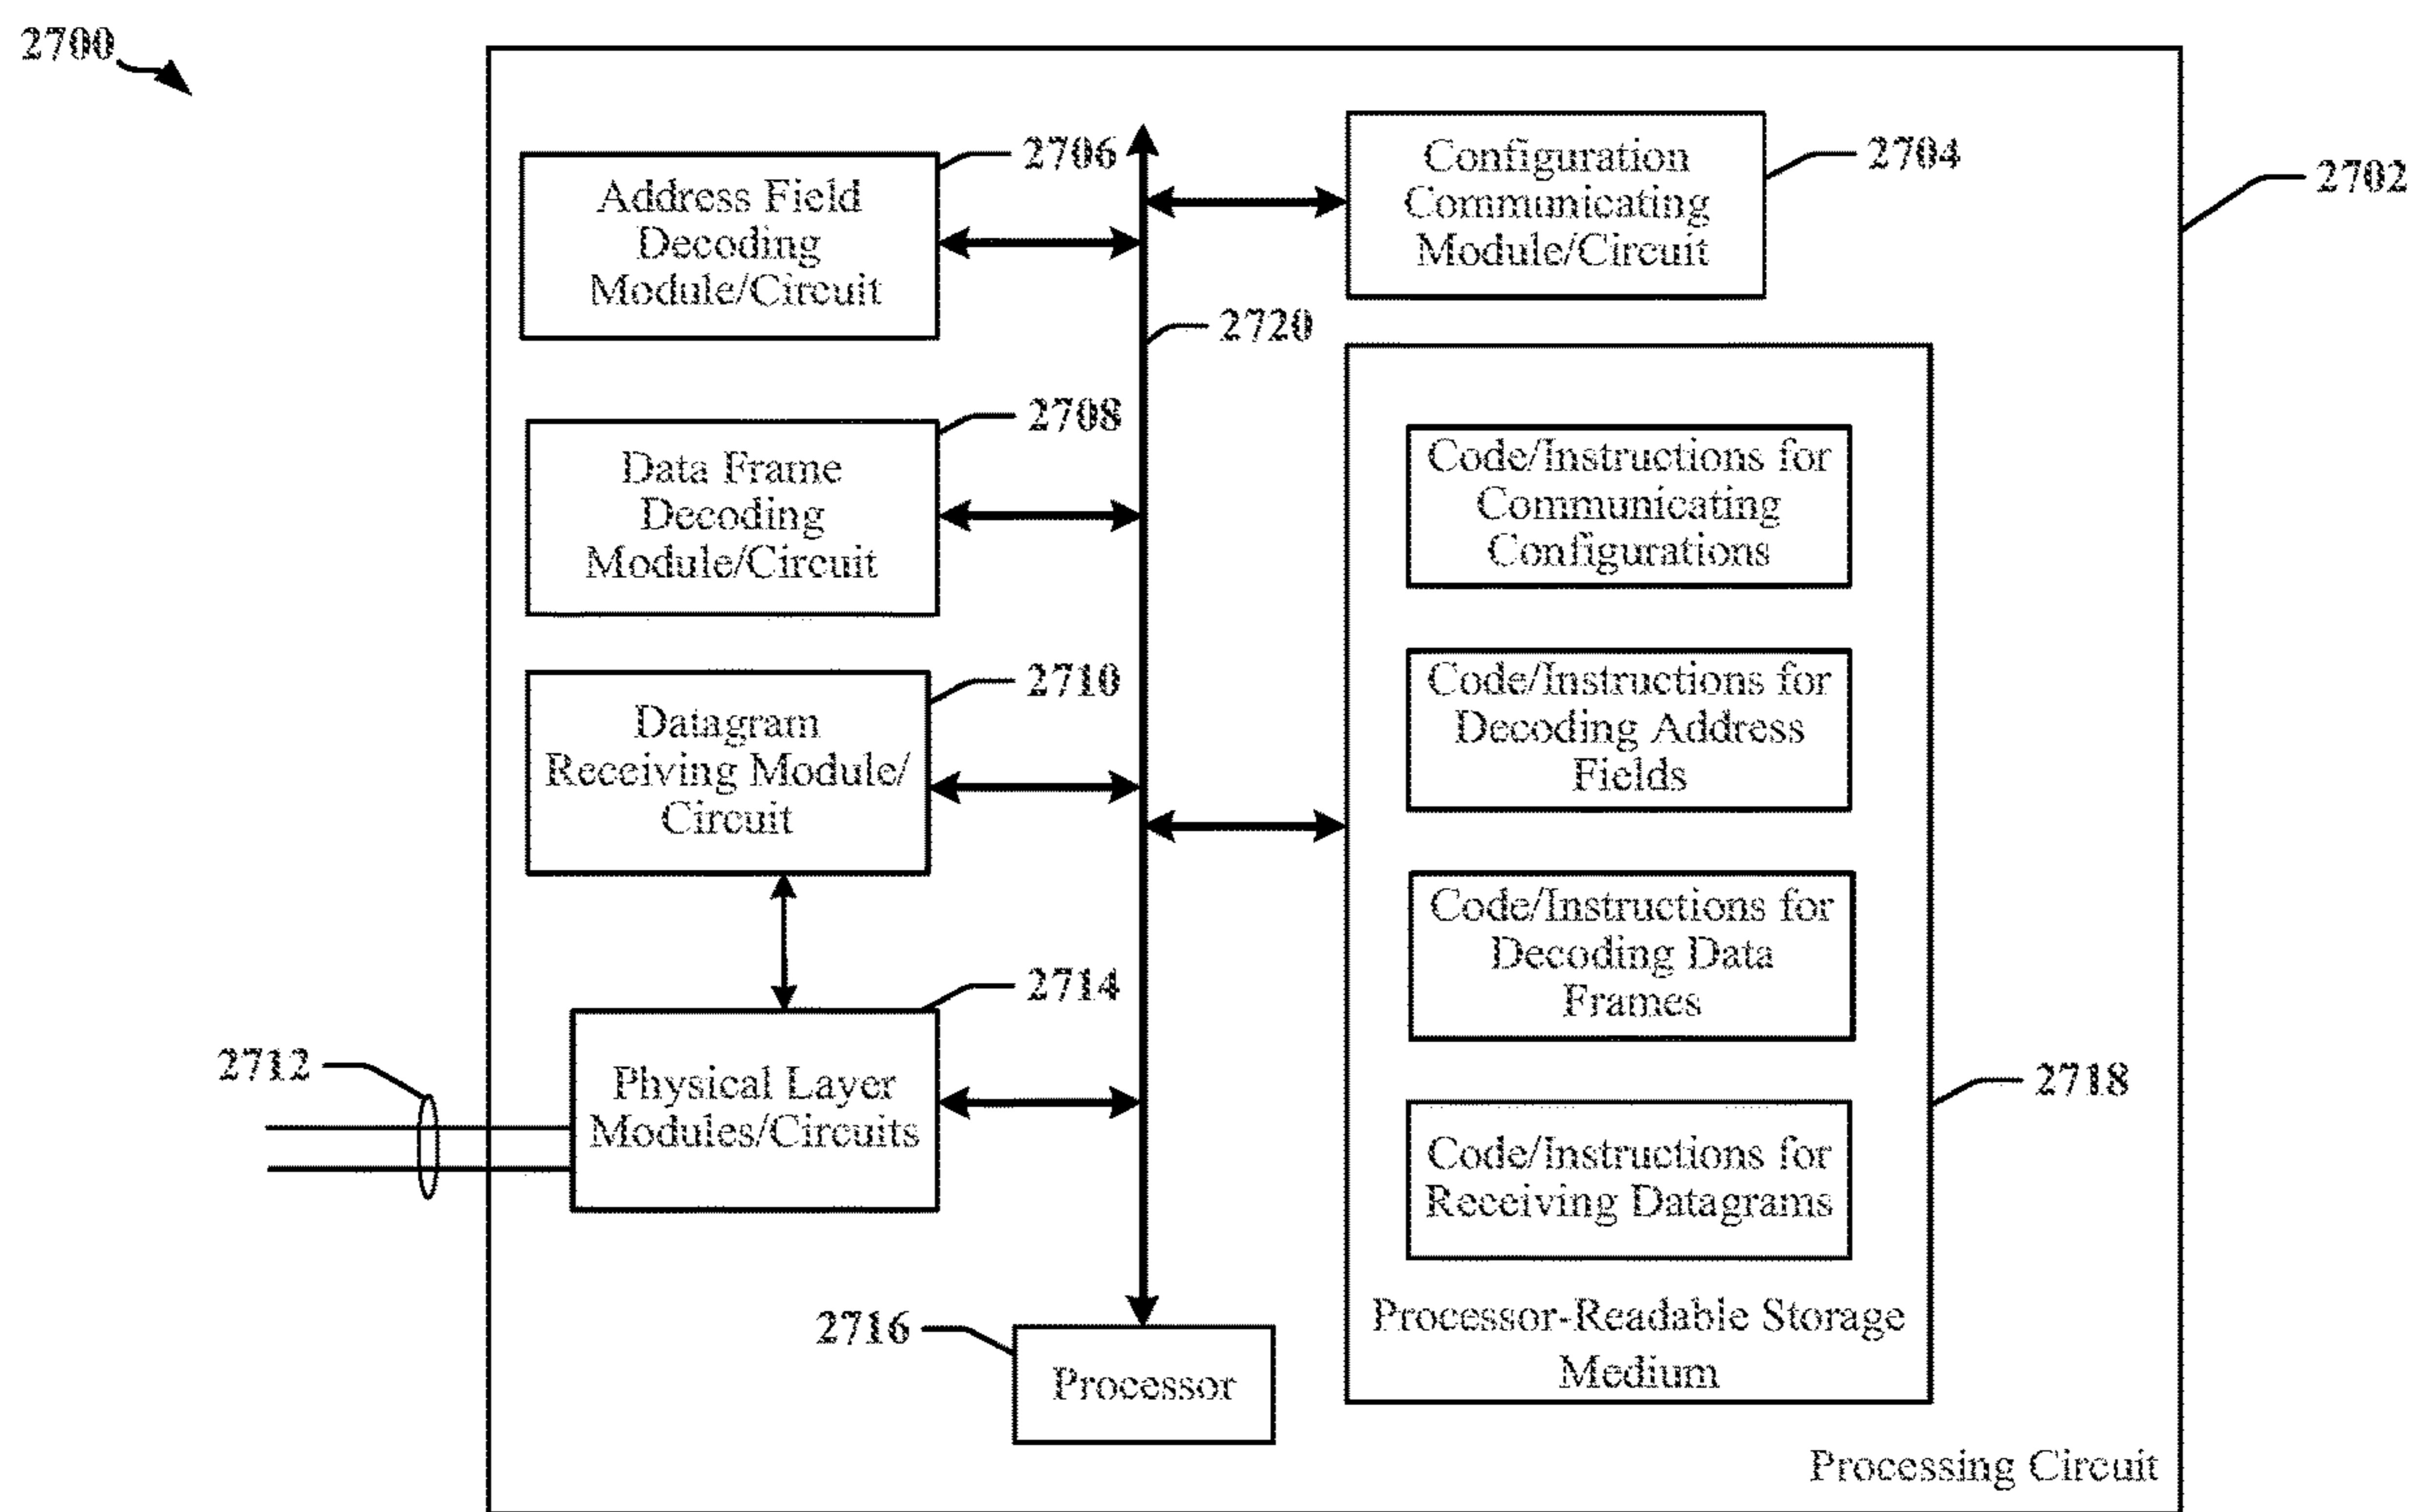 2700
2706
Address Field
Decoding
Module/Circuit
Configuration
Communicating
Module/Circuit
2704
2702
2720
2708
Data Frame
Decoding
Module/Circuit
2710
Datagram
Receiving Module/
Circuit
2714
2712
Physical Layer
Modules/Circuits
2716
Processor
Code/Instructions for
Communicating
Configurations
Code/Instructions for
Decoding Address
Fields
Code/Instructions for
Decoding Data
Frames
2718
Code/Instructions for
Receiving Datagrams
Processor-Readable Storage
Medium
Processing Circuit